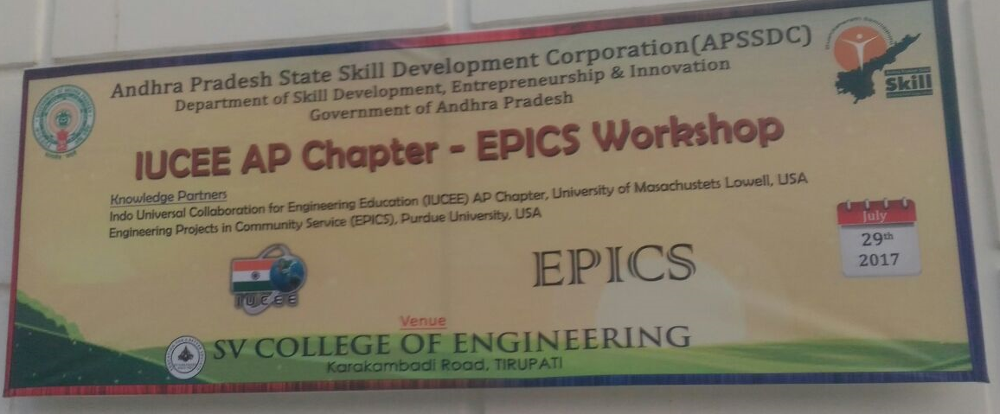 Andhra Pradesh State Skill Development Corporation(APSSDC)
Department of Skill Development, Entrepreneurship & Innovation
Government of Andhra Pradesh
Skill
IUCEE AP Chapter - EPICS Workshop
Knowledge Partners
Indo Universal Collaboration for Engineering Education (IUCEE) AP Chapter, University of Masachustets Lowell, USA
Engineering Projects in Community Service (EPICS), Purdue University, USA
July
29th
2017
IUCEE
EPICS
Venue
SV COLLEGE OF ENGINEERING
Karakambadi Road, TIRUPATI